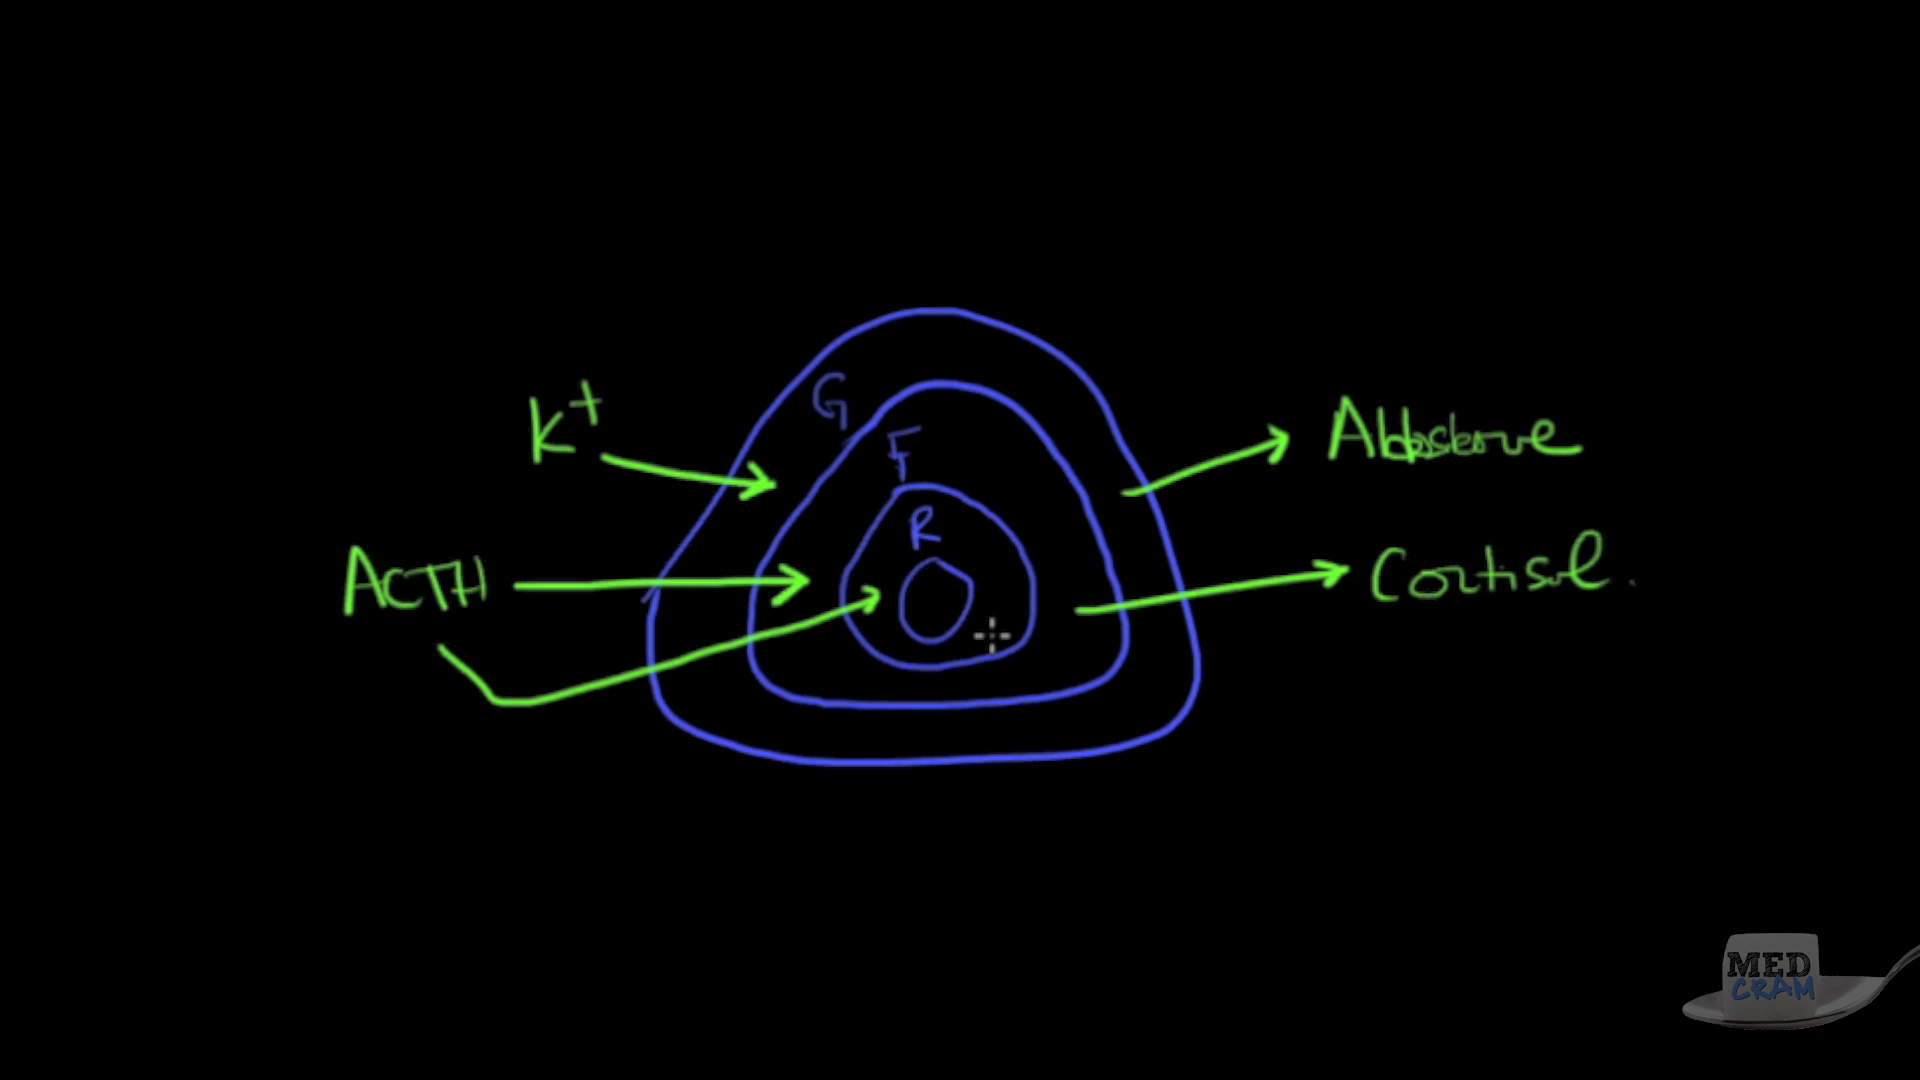 G
F
K+
Aldosterone
R
ACTH
Cortisol.
MED
CRAM